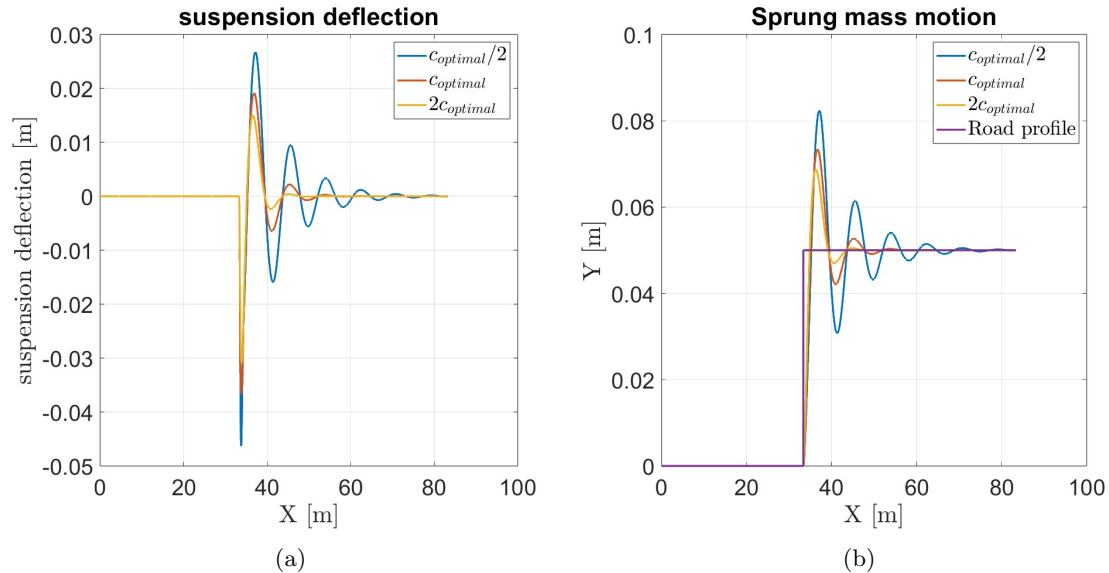 suspension deflection
0.03
0.02
0.01
0
-0.01
-0.02
-0.03
-0.04
-0.05
suspension deflection [m]
0 20 40 60 80 100
X [m]
c_optimal/2
c_optimal
2c_optimal
(a)
Sprung mass motion
0.1
0.08
0.06
0.04
0.02
0
Y [m]
0 20 40 60 80 100
X [m]
c_optimal/2
c_optimal
2c_optimal
Road profile
(b)